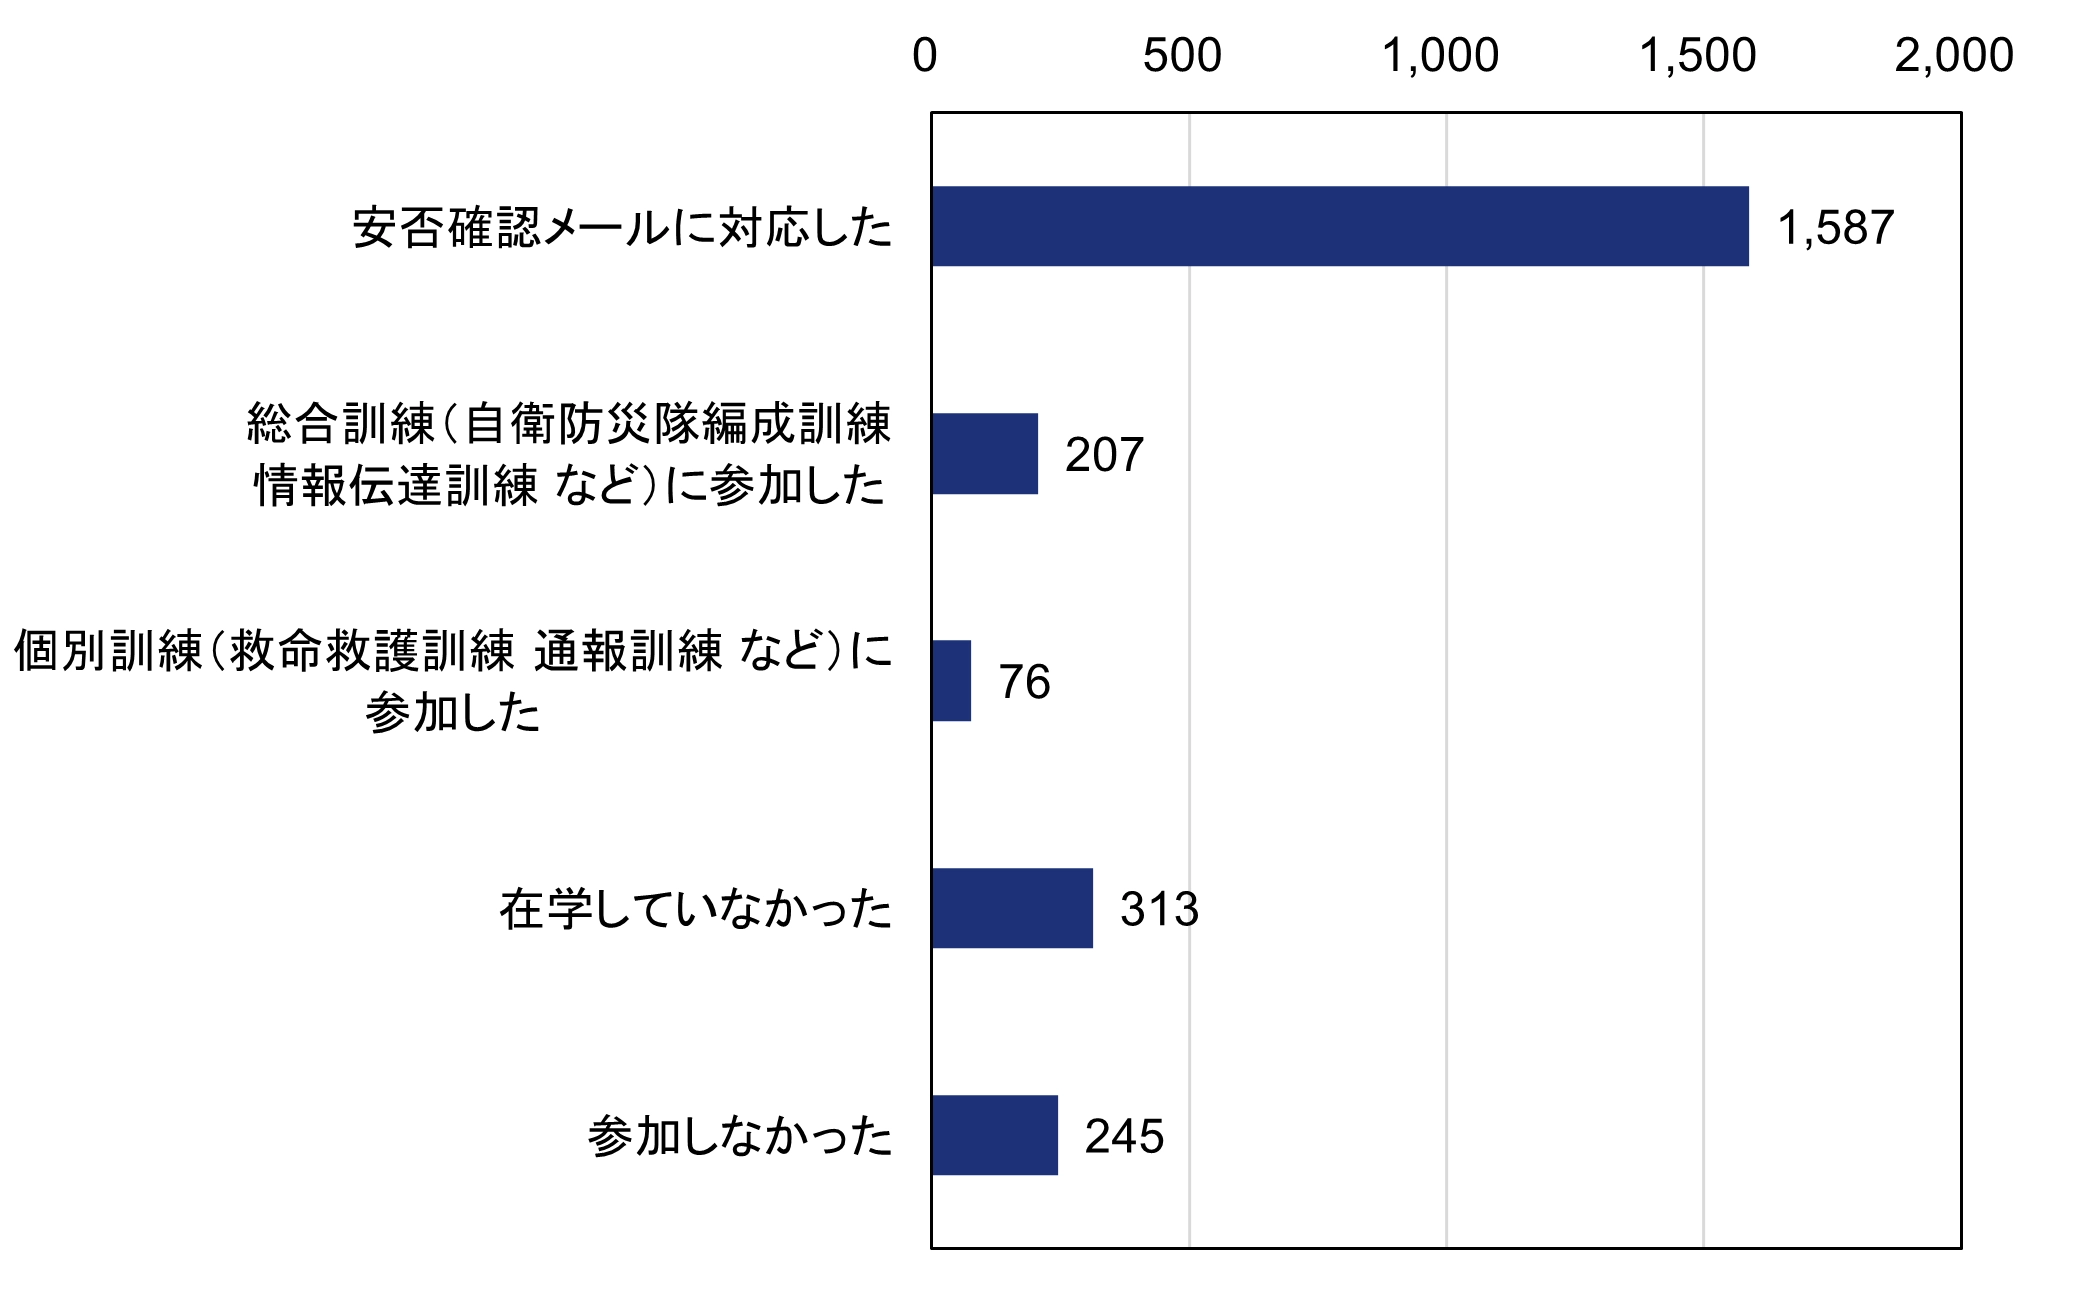 0 500 1,000 1,500 2,000
安否確認メールに対応した 1,587
総合訓練（自衛防災隊編成訓練
情報伝達訓練 など）に参加した
207
個別訓練（救命救護訓練 通報訓練 など）に
参加した
76
在学していなかった 313
参加しなかった 245